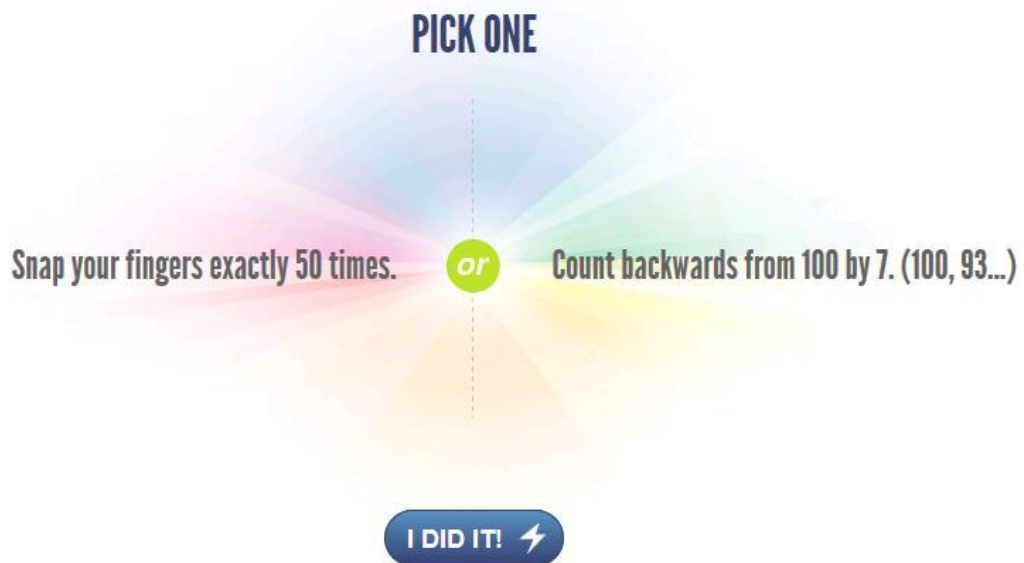 PICK ONE
Snap your fingers exactly 50 times.
or
Count backwards from 100 by 7. (100, 93...)
I DID IT!